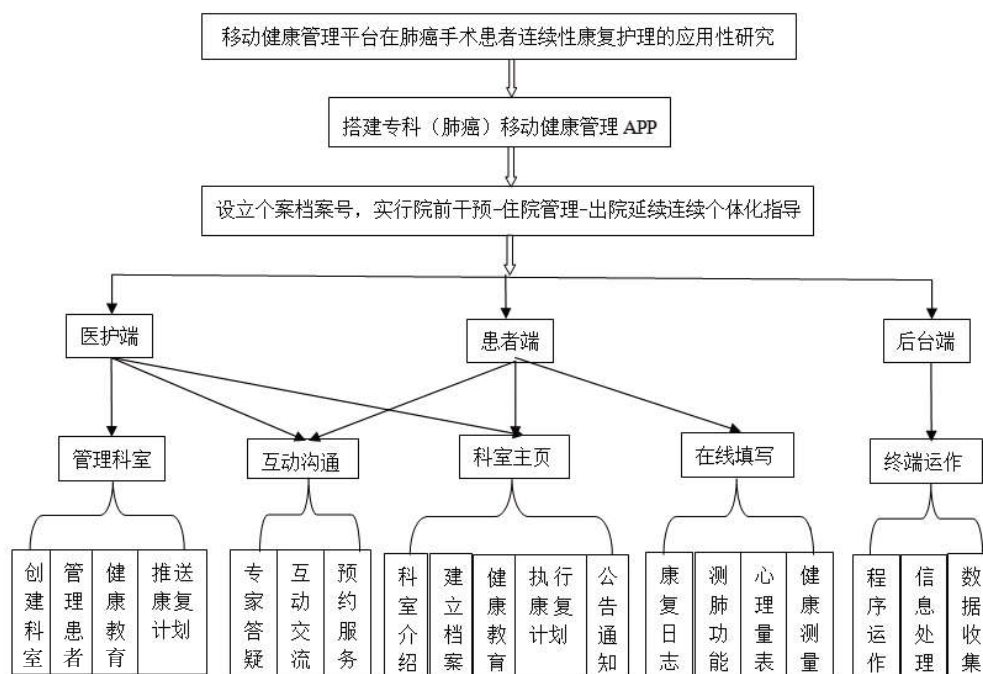 移动健康管理平台在肺癌手术患者连续性康复护理的应用性研究
搭建专科（肺癌）移动健康管理 APP
设立个案档案号，实行院前干预-住院管理-出院延续连续个体化指导
医护端
患者端
后台端
管理科室
互动沟通
科室主页
在线填写
终端运作
创建科室
管理患者
健康教育
推送康复计划
专家答疑
互动交流
预约服务
科室介绍
建立档案
健康教育
执行康复计划
公告通知
康复日志
测肺功能
心理量表
健康测量
程序运作
信息处理
数据收集